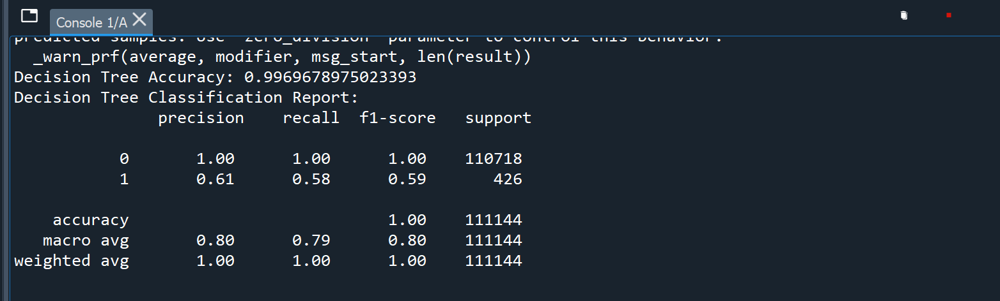 Console 1/A
predicted samples. Use `zero_division` parameter to control this behavior.
_warn_prf(average, modifier, msg_start, len(result))
Decision Tree Accuracy: 0.9969678975023393
Decision Tree Classification Report:
precision recall f1-score support
0 1.00 1.00 1.00 110718
1 0.61 0.58 0.59 426
accuracy 1.00 111144
macro avg 0.80 0.79 0.80 111144
weighted avg 1.00 1.00 1.00 111144